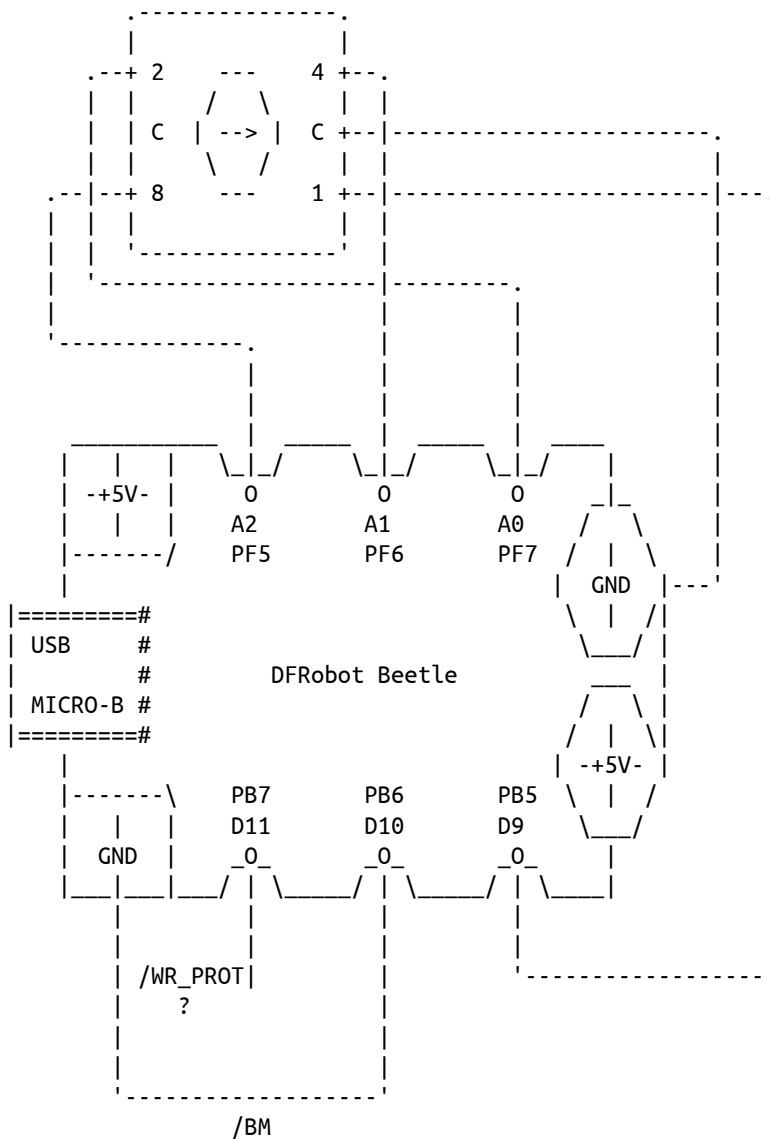 2 4
C --> C
8 1
-+5V- O O O
A2 A1 A0
PF5 PF6 PF7
GND
USB
DFRobot Beetle
MICRO-B
-+5V-
PB7 PB6 PB5
D11 D10 D9
GND _O_ _O_ _O_
/WR_PROT
?
/BM